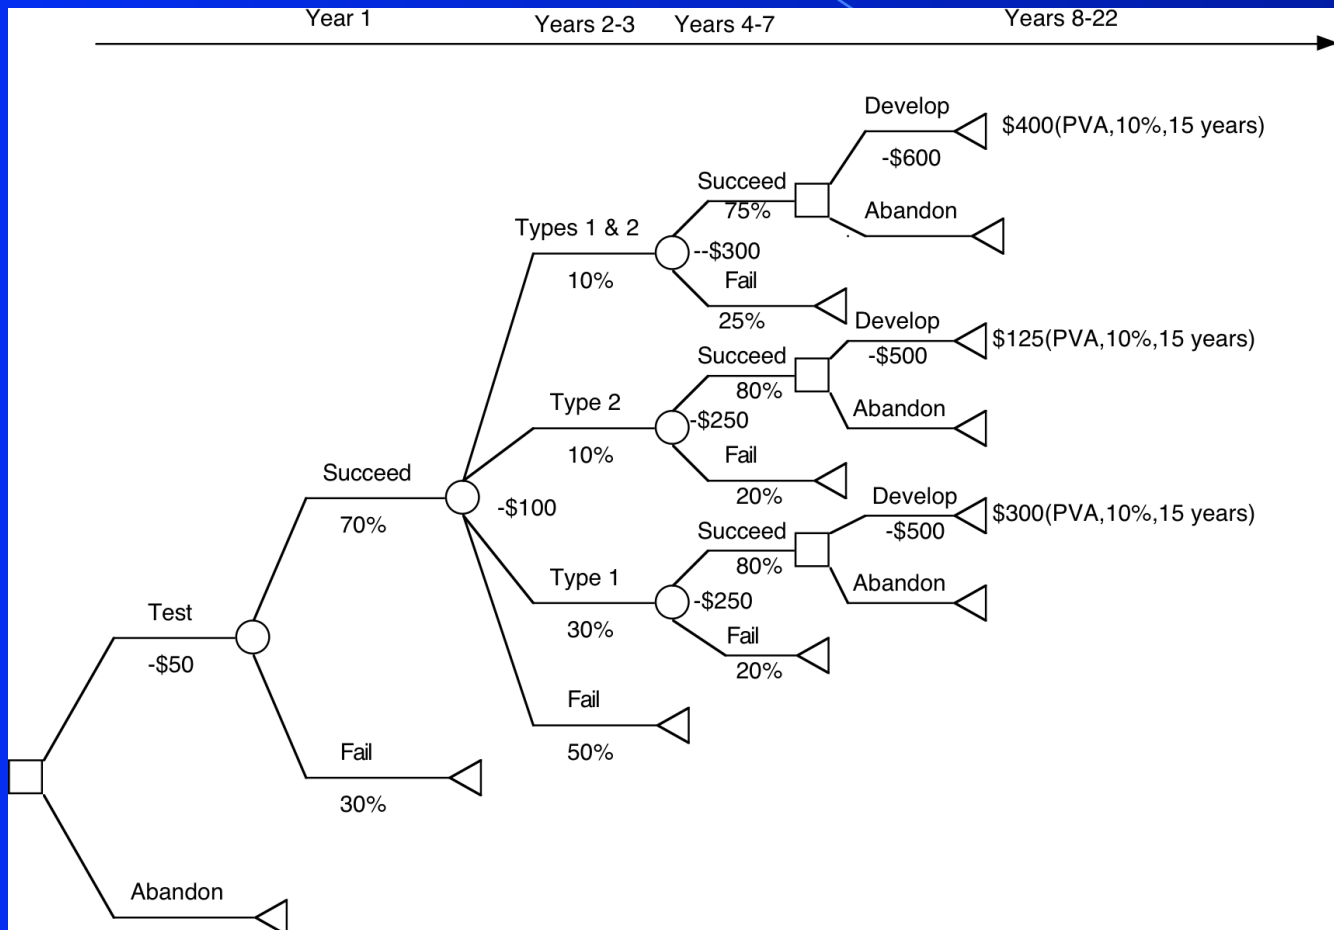 Year 1
Years 2-3
Years 4-7
Years 8-22
Develop
$400(PVA,10%,15 years)
-$600
Succeed
75%
Abandon
Types 1 & 2
10%
--$300
Fail
25%
Develop
$125(PVA,10%,15 years)
-$500
Succeed
80%
Abandon
Type 2
10%
-$250
Fail
20%
Develop
$300(PVA,10%,15 years)
-$500
Succeed
80%
Abandon
Type 1
30%
-$250
Fail
20%
Succeed
70%
-$100
Fail
50%
Test
-$50
Fail
30%
Abandon